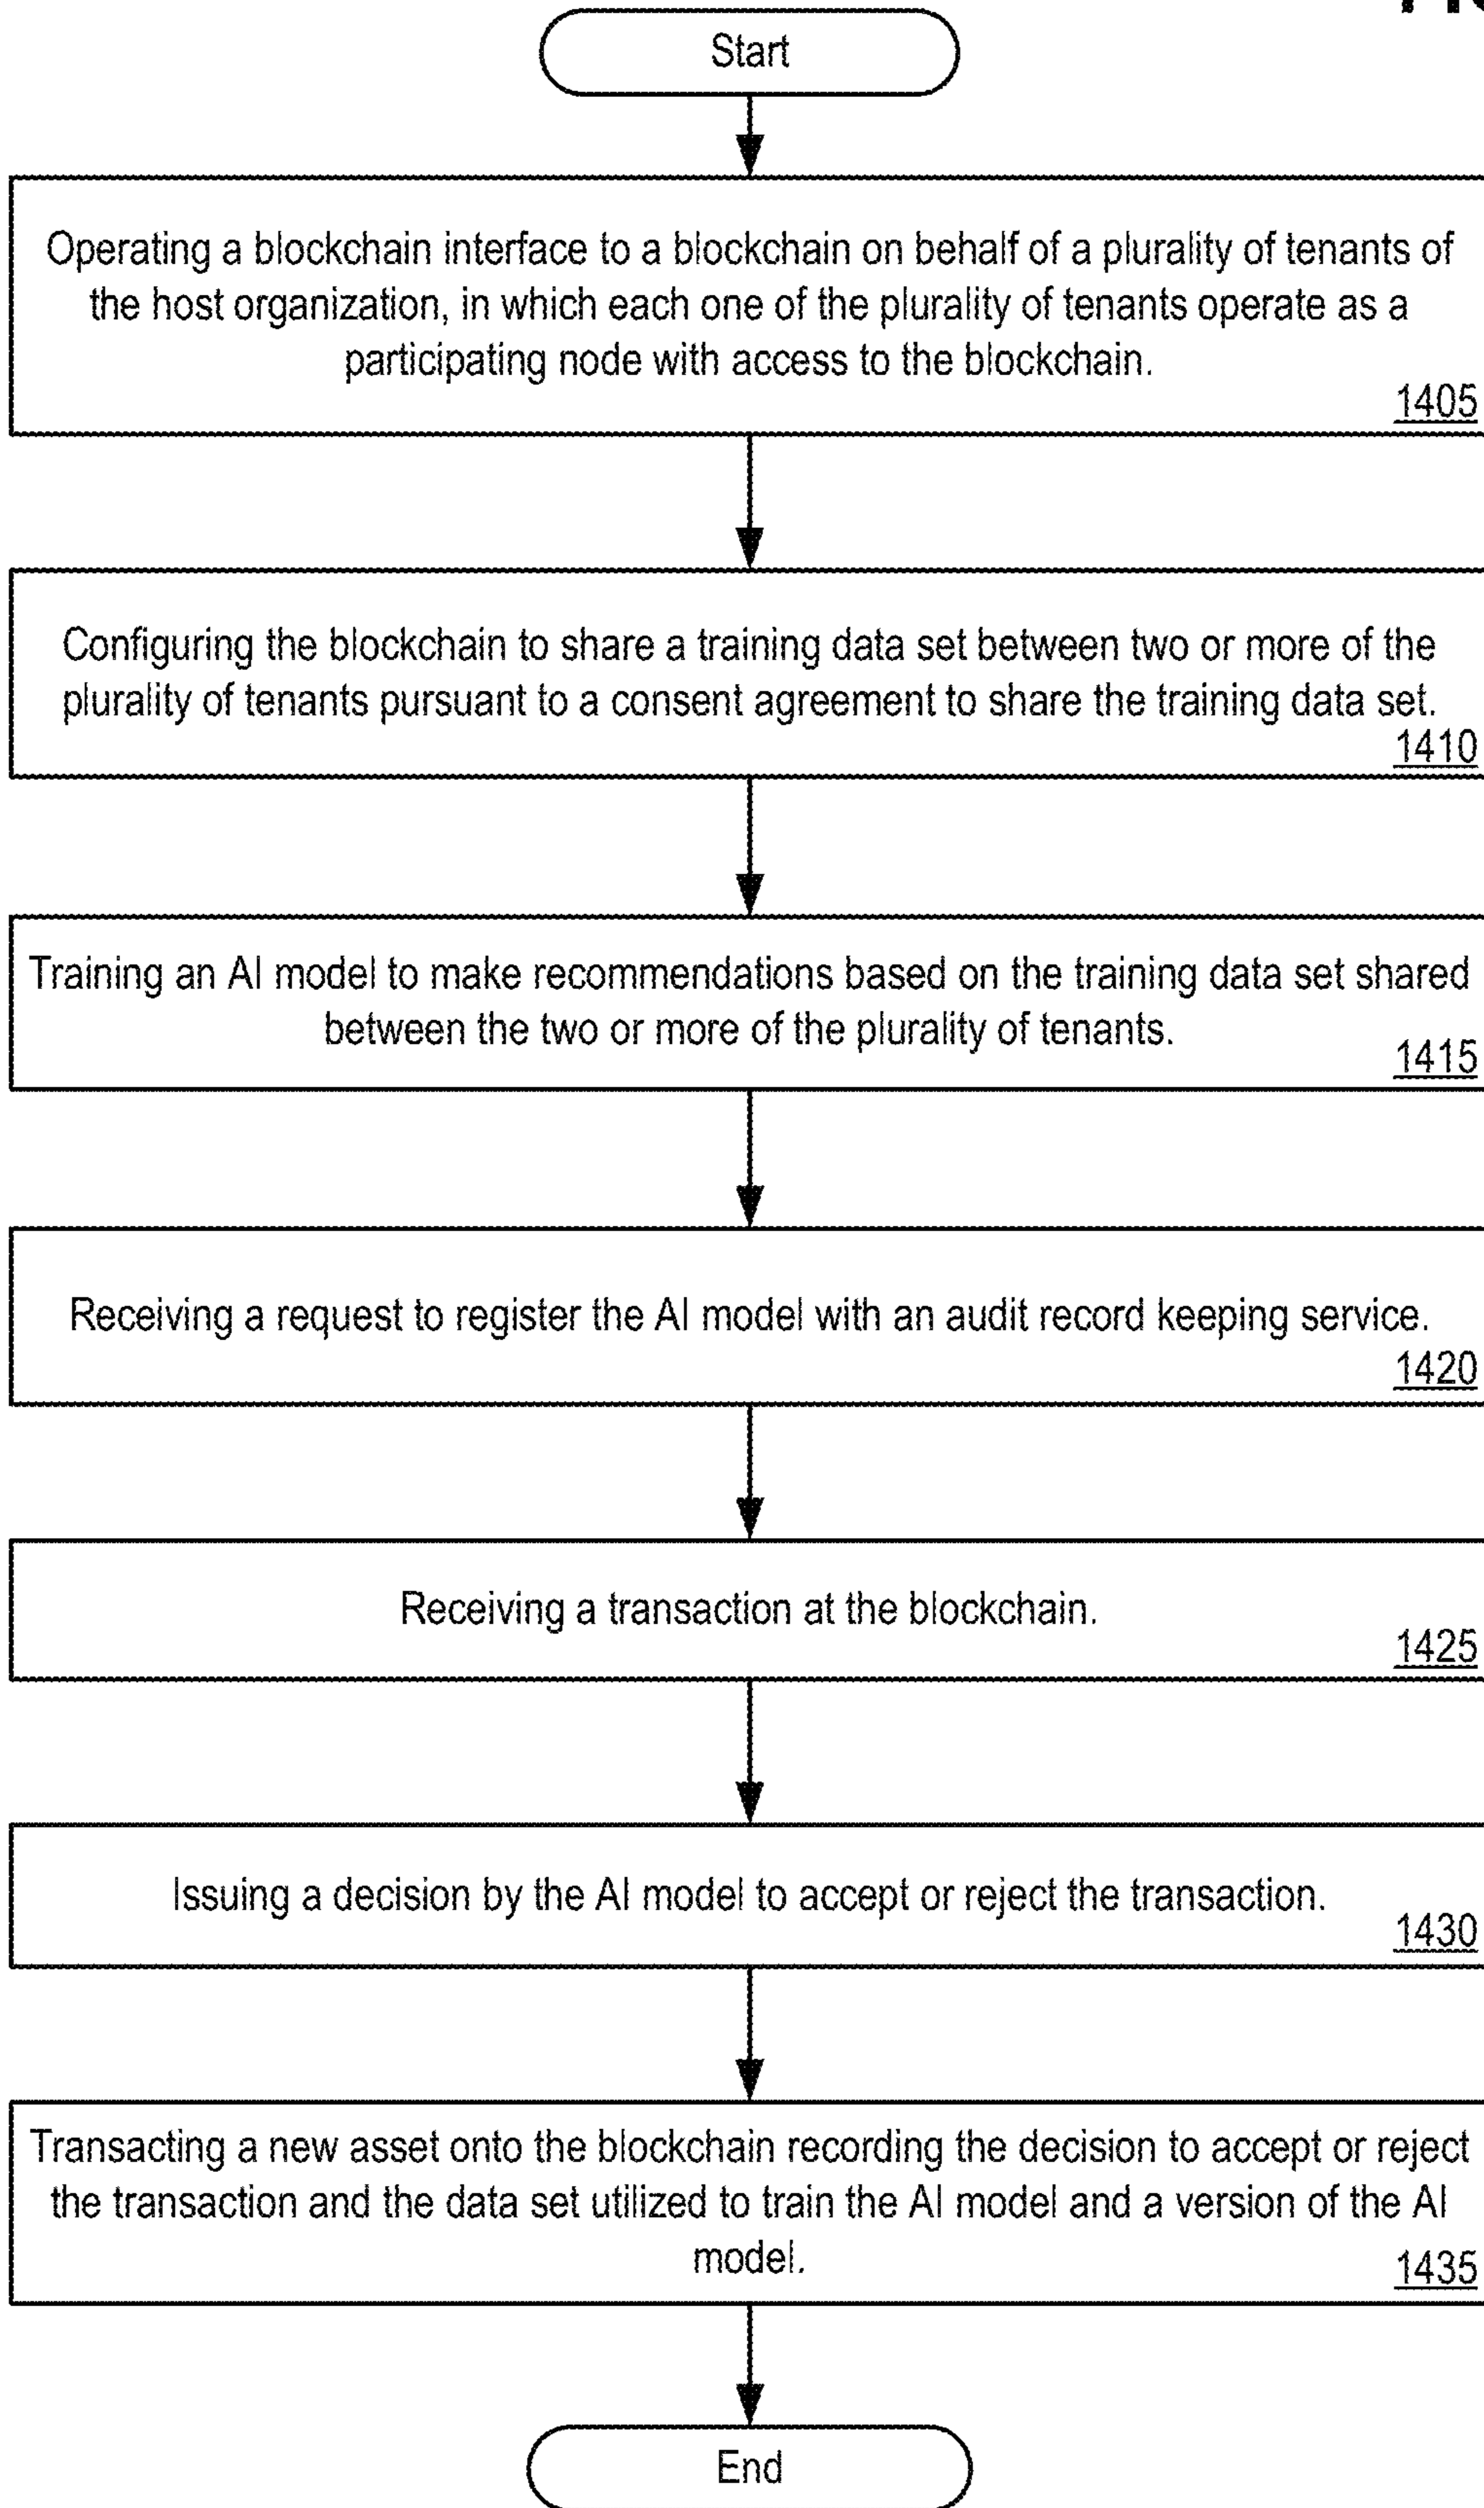 Start
Operating a blockchain interface to a blockchain on behalf of a plurality of tenants of
the host organization, in which each one of the plurality of tenants operate as a
participating node with access to the blockchain.
1405
Configuring the blockchain to share a training data set between two or more of the
plurality of tenants pursuant to a consent agreement to share the training data set.
1410
Training an AI model to make recommendations based on the training data set shared
between the two or more of the plurality of tenants.
1415
Receiving a request to register the AI model with an audit record keeping service.
1420
Receiving a transaction at the blockchain.
1425
Issuing a decision by the AI model to accept or reject the transaction.
1430
Transacting a new asset onto the blockchain recording the decision to accept or reject
the transaction and the data set utilized to train the AI model and a version of the AI
model.
1435
End